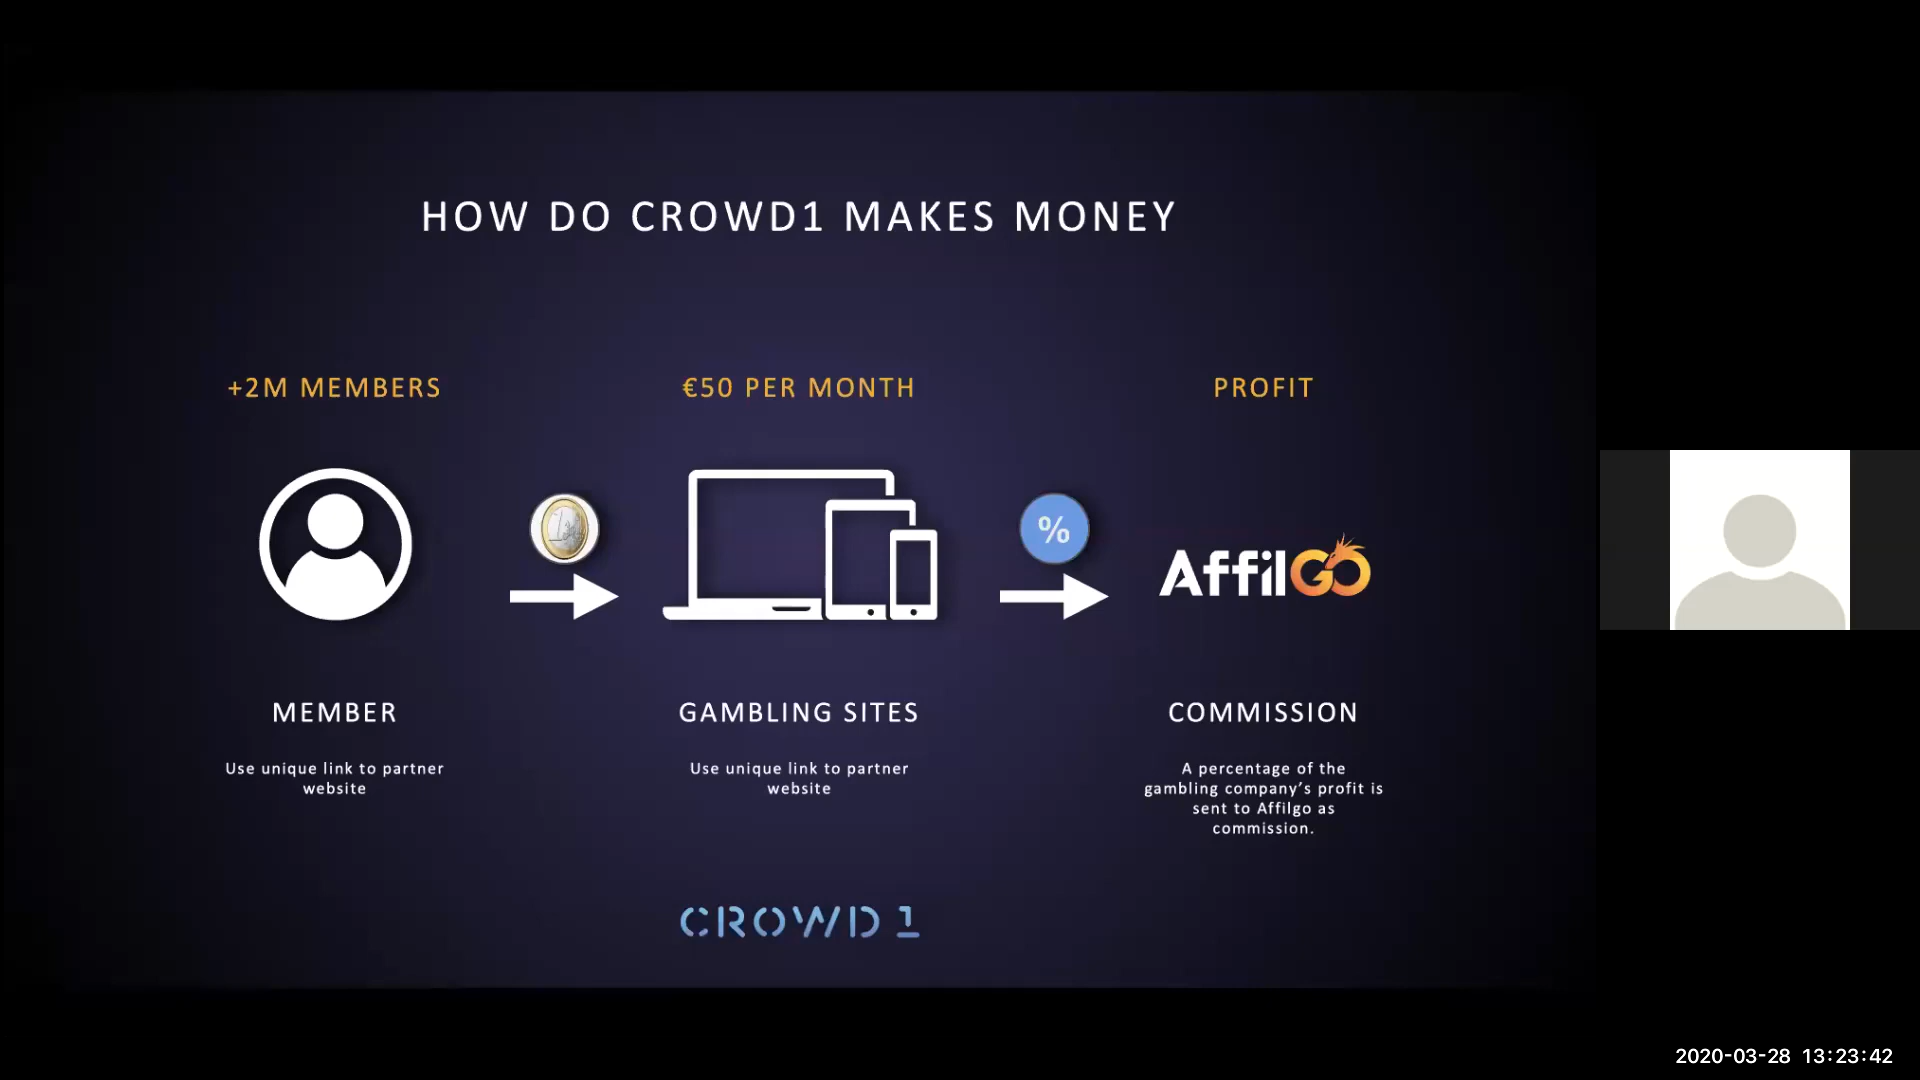 HOW DO CROWD1 MAKES MONEY
+2M MEMBERS
€50 PER MONTH
PROFIT
%
AffilGO
MEMBER
GAMBLING SITES
COMMISSION
Use unique link to partner
website
Use unique link to partner
website
A percentage of the
gambling company's profit is
sent to Affilgo as
commission.
CROWD 1
2020-03-28 13:23:42